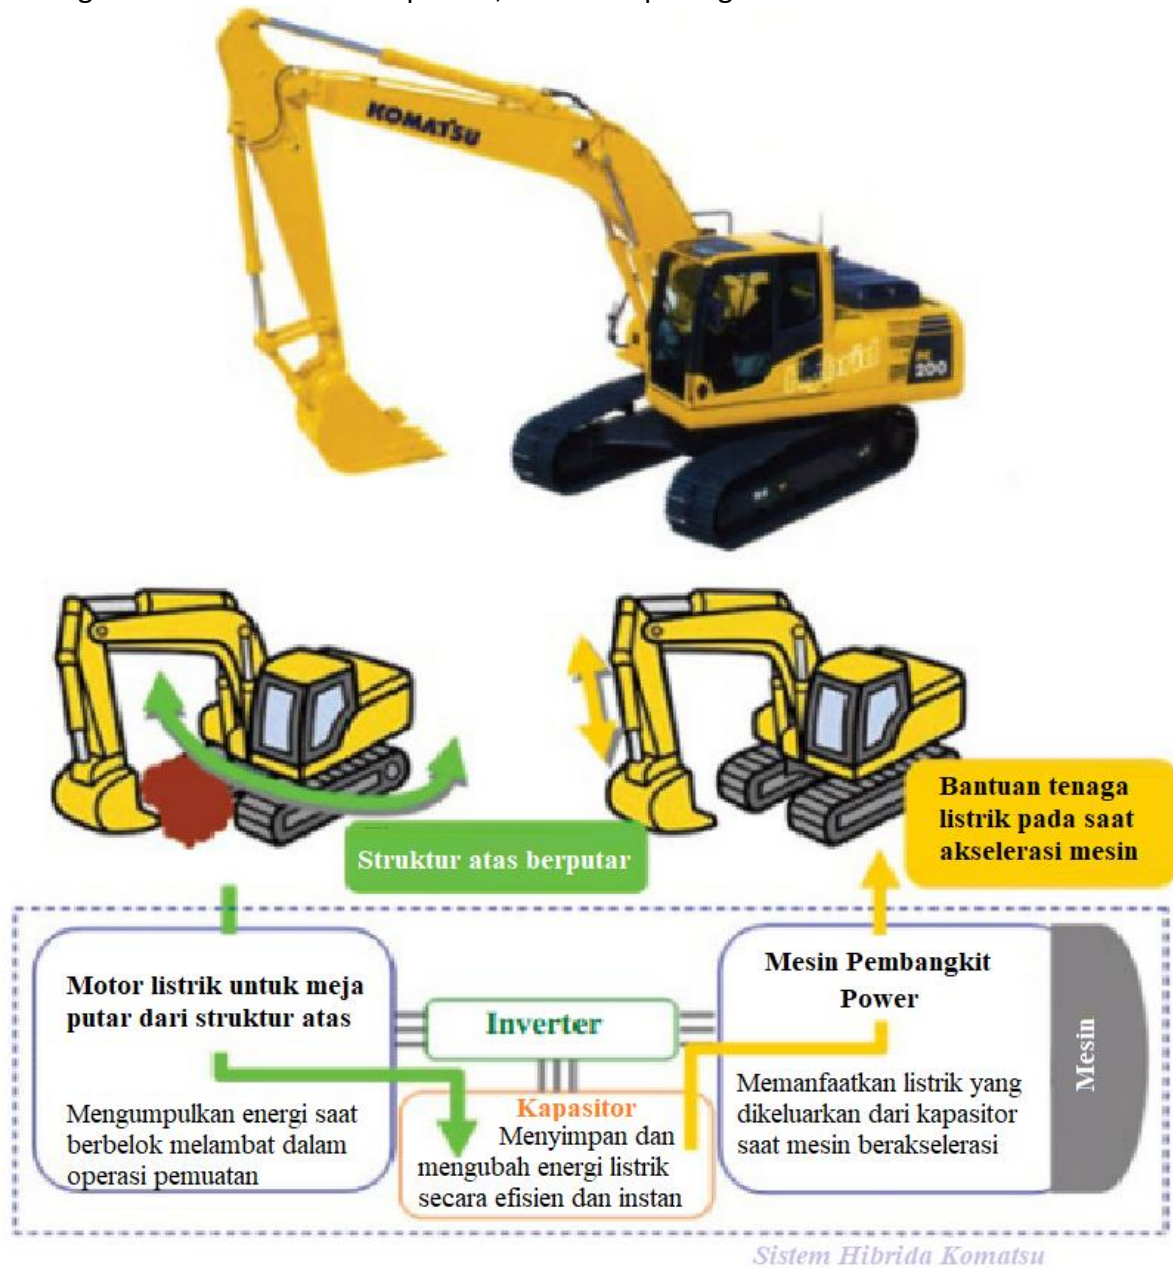 KOMATSU
Hybrid
PC
200
Struktur atas berputar
Bantuan tenaga
listrik pada saat
akselerasi mesin
Motor listrik untuk meja
putar dari struktur atas
Mengumpulkan energi saat
berbelok melambat dalam
operasi pemuatan
Inverter
Kapasitor
Menyimpan dan
mengubah energi listrik
secara efisien dan instan
Mesin Pembangkit
Power
Memanfaatkan listrik yang
dikeluarkan dari kapasitor
saat mesin berakselerasi
Mesin
Sistem Hibrida Komatsu